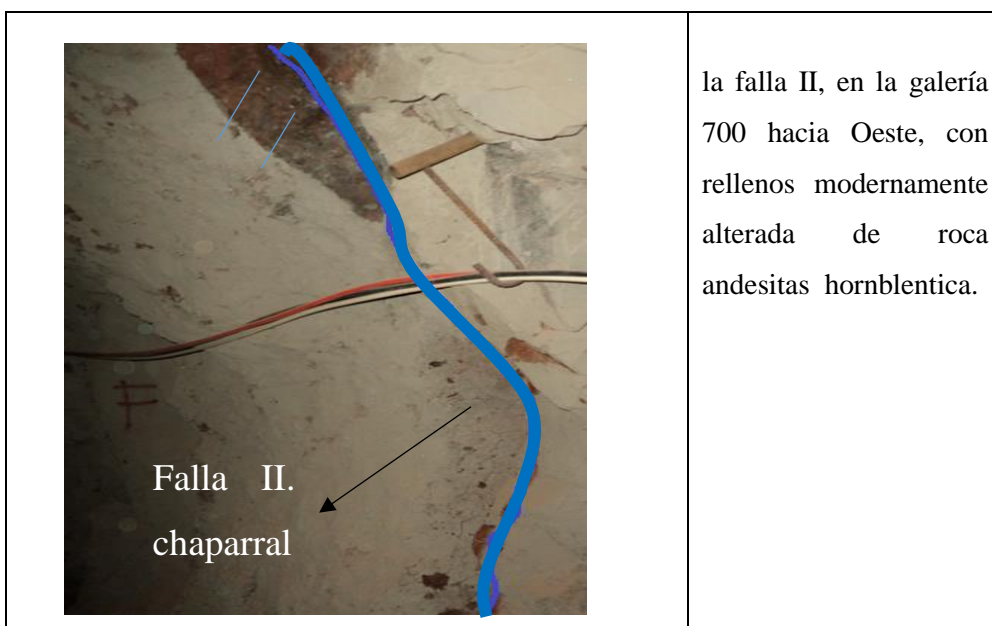 la falla II, en la galería
700 hacia Oeste, con
rellenos modernamente
alterada de roca
andesitas hornblentica.
Falla II.
chaparral